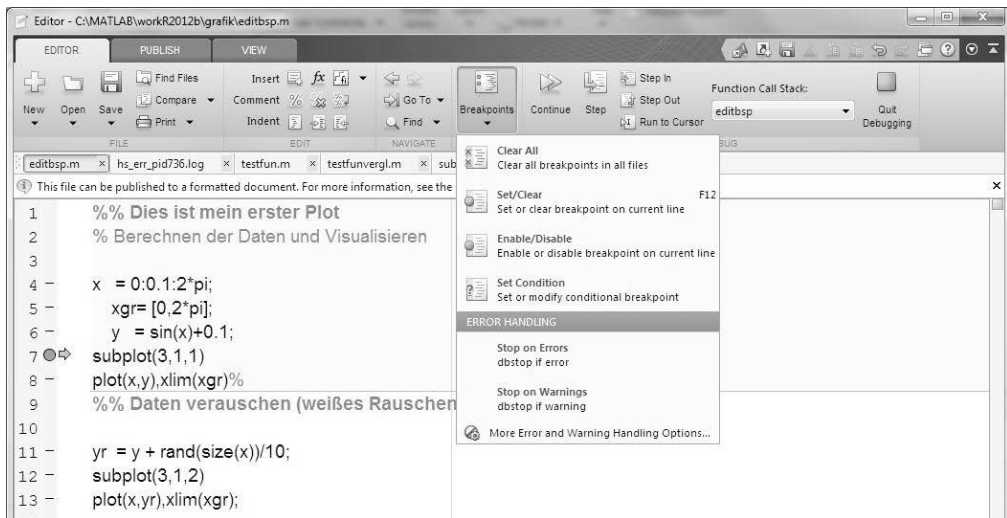 Editor - C:\MATLAB\workR2012b\grafik\editbsp.m
EDITOR PUBLISH VIEW
New Open Save
Find Files
Compare
Print
FILE
Insert fx
Comment %
Indent
EDIT
Go To
Find
NAVIGATE
Breakpoints Continue Step
Step In
Step Out
Run to Cursor
Function Call Stack:
editbsp
Quit Debugging
BUG
editbsp.m × hs_err_pid736.log × testfun.m × testfunvergl.m × sub
This file can be published to a formatted document. For more information, see the
Clear All
Clear all breakpoints in all files
Set/Clear F12
Set or clear breakpoint on current line
Enable/Disable
Enable or disable breakpoint on current line
Set Condition
Set or modify conditional breakpoint
ERROR HANDLING
Stop on Errors
dbstop if error
Stop on Warnings
dbstop if warning
More Error and Warning Handling Options...
1 %% Dies ist mein erster Plot
2 % Berechnen der Daten und Visualisieren
3
4 – x = 0:0.1:2*pi;
5 – xgr= [0,2*pi];
6 – y = sin(x)+0.1;
7 subplot(3,1,1)
8 – plot(x,y),xlim(xgr)%
9 %% Daten verauschen (weißes Rauschen
10
11 – yr = y + rand(size(x))/10;
12 – subplot(3,1,2)
13 – plot(x,yr),xlim(xgr);